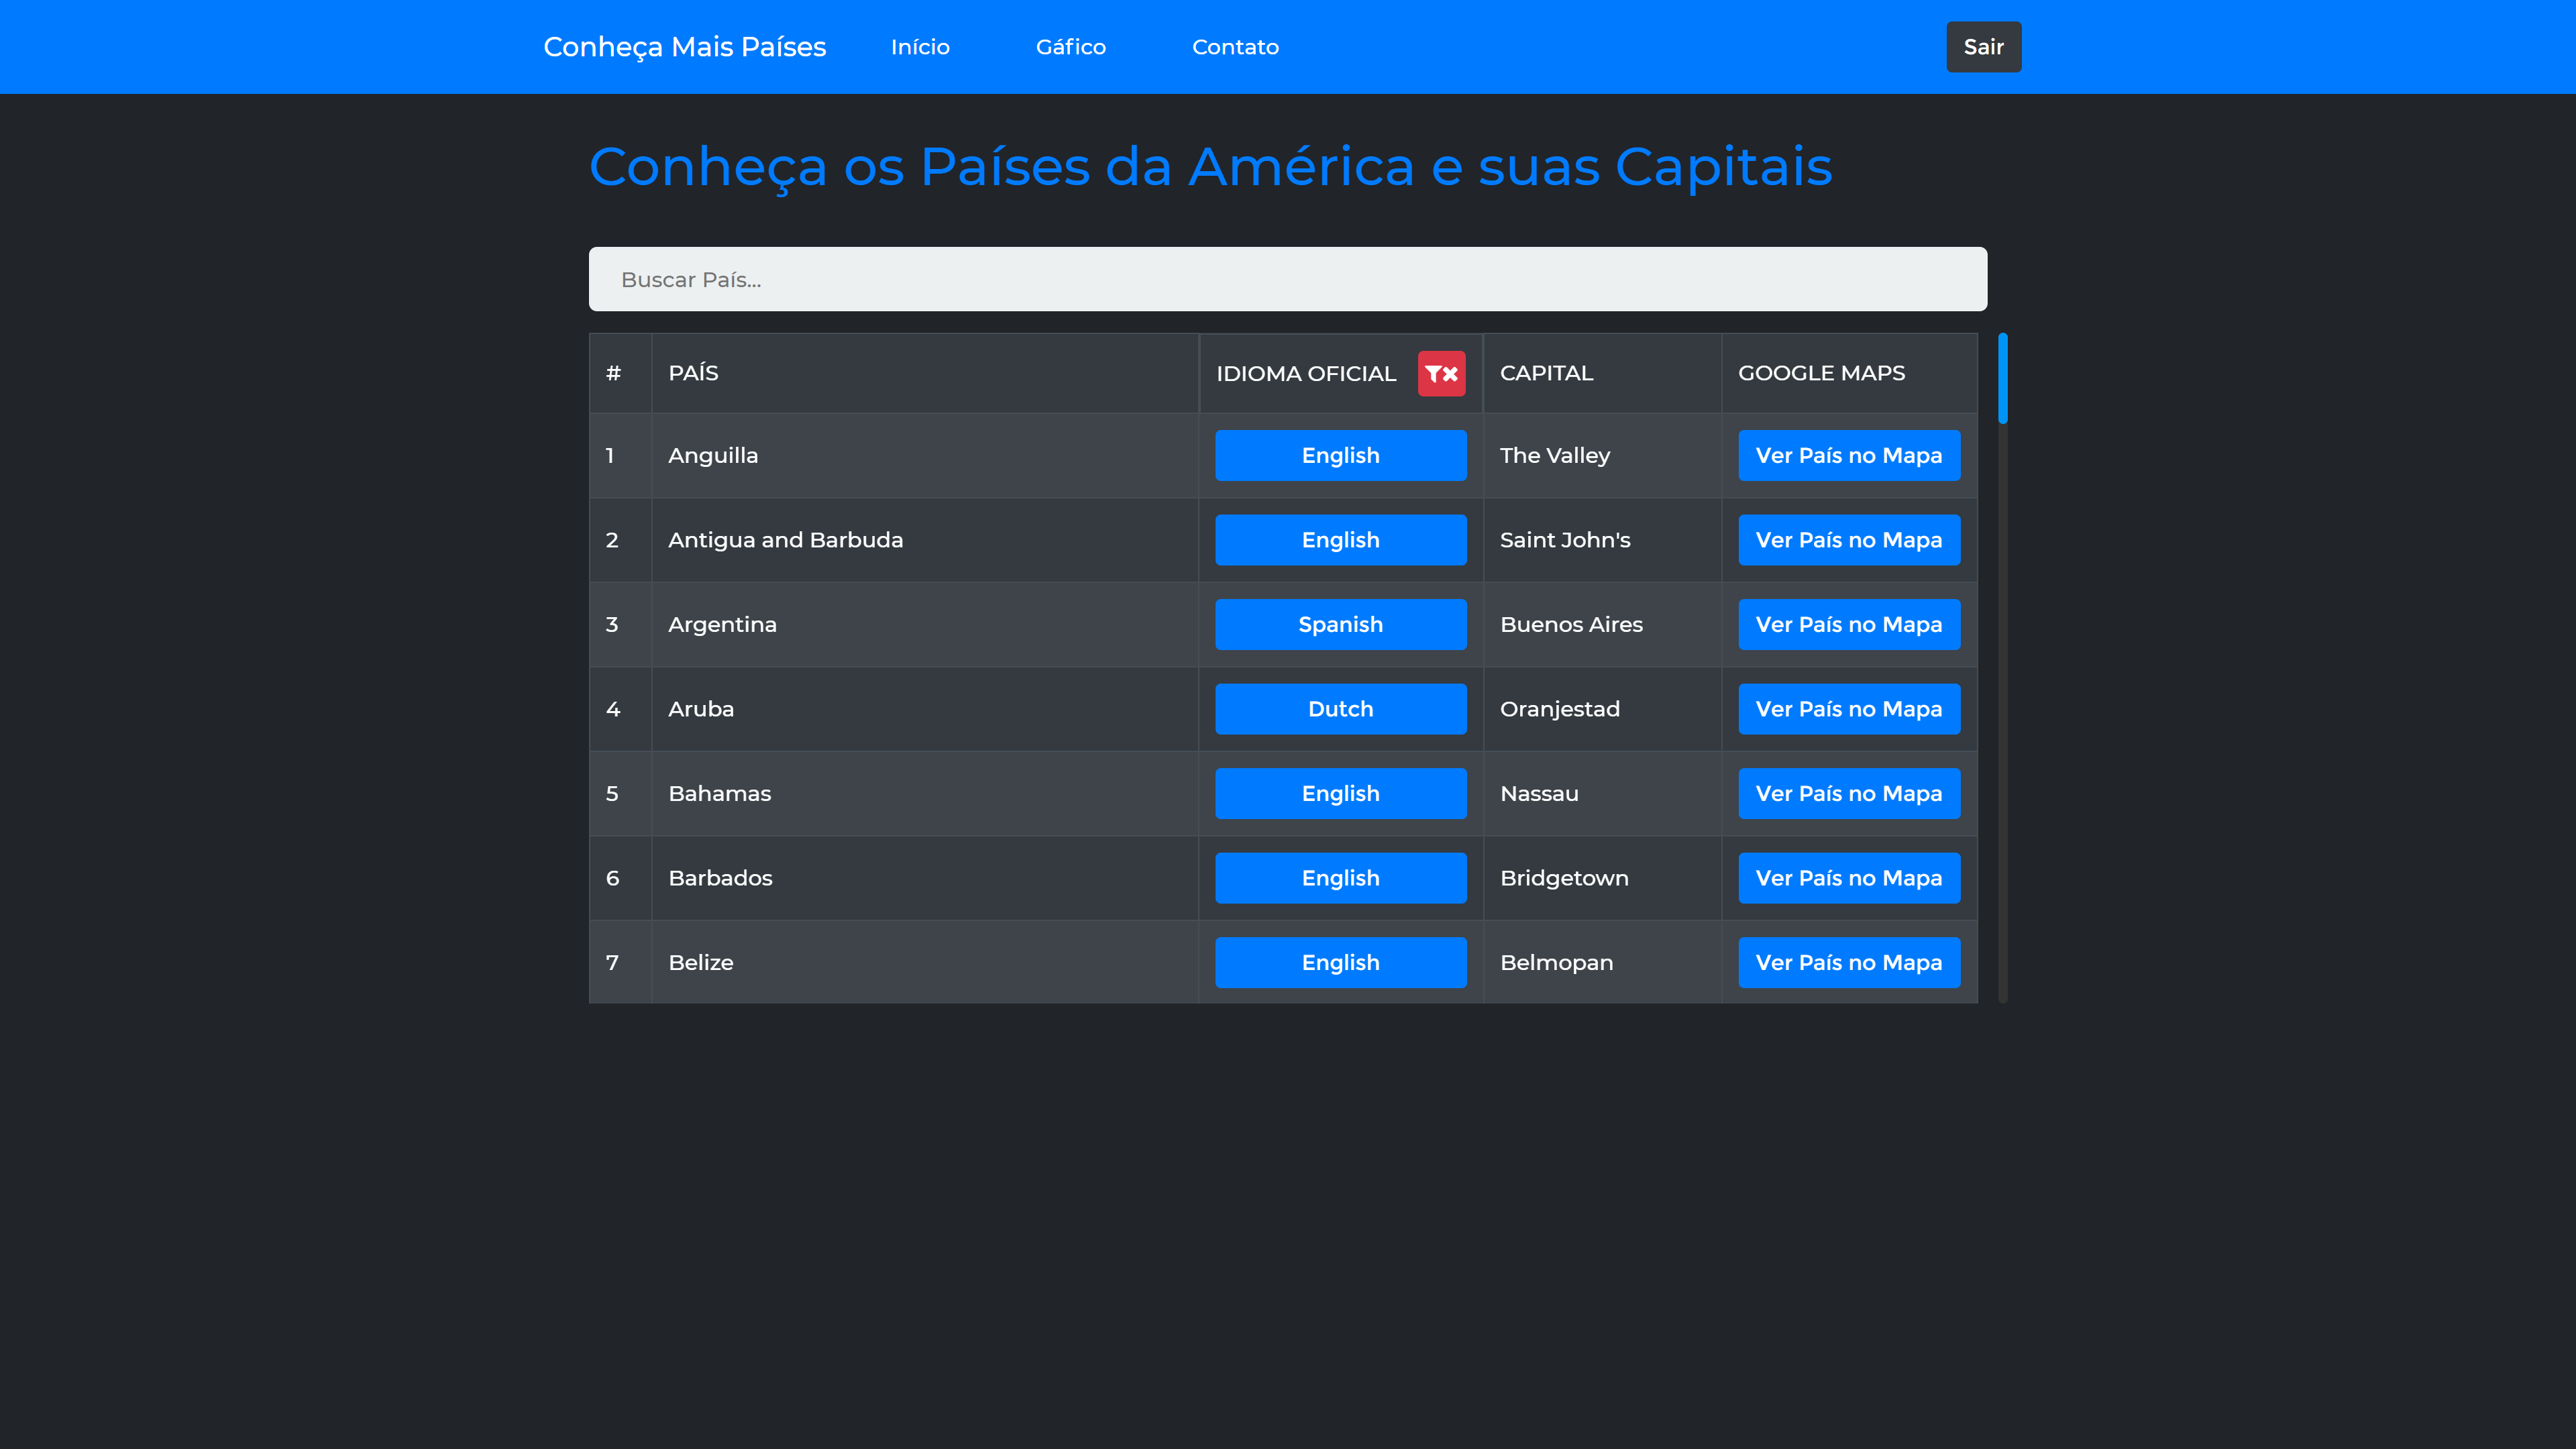 Conheça Mais Países Início Gáfico Contato Sair
Conheça os Países da América e suas Capitais
Buscar País...
# PAÍS IDIOMA OFICIAL CAPITAL GOOGLE MAPS
1 Anguilla English The Valley Ver País no Mapa
2 Antigua and Barbuda English Saint John's Ver País no Mapa
3 Argentina Spanish Buenos Aires Ver País no Mapa
4 Aruba Dutch Oranjestad Ver País no Mapa
5 Bahamas English Nassau Ver País no Mapa
6 Barbados English Bridgetown Ver País no Mapa
7 Belize English Belmopan Ver País no Mapa